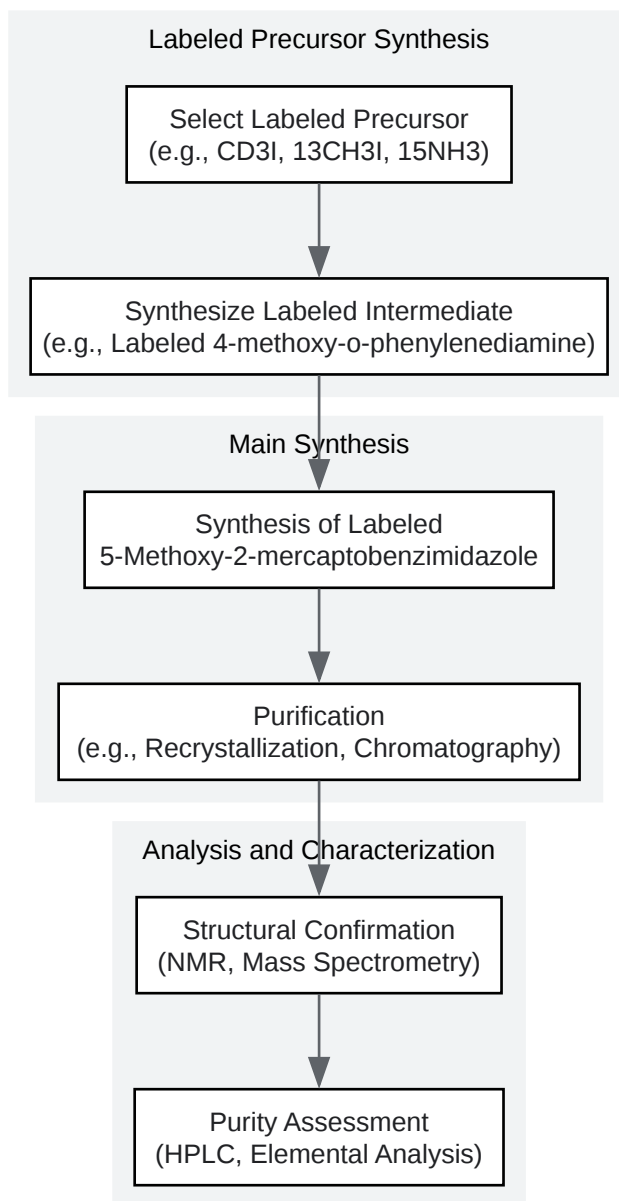 Labeled Precursor Synthesis
Select Labeled Precursor
(e.g., CD3I, 13CH3I, 15NH3)
Synthesize Labeled Intermediate
(e.g., Labeled 4-methoxy-o-phenylenediamine)
Main Synthesis
Synthesis of Labeled
5-Methoxy-2-mercaptobenzimidazole
Purification
(e.g., Recrystallization, Chromatography)
Analysis and Characterization
Structural Confirmation
(NMR, Mass Spectrometry)
Purity Assessment
(HPLC, Elemental Analysis)